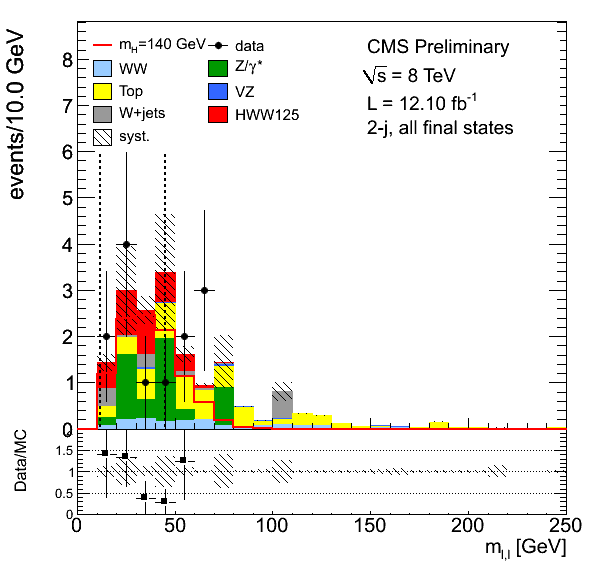 events/10.0 GeV
8
7
6
5
4
3
2
1
0
m_H=140 GeV
data
WW
Z/γ*
Top
VZ
W+jets
HWW125
syst.
CMS Preliminary
√s = 8 TeV
L = 12.10 fb⁻¹
2-j, all final states
Data/MC
2
1.5
1
0.5
0
0
50
100
150
200
250
m_l,l [GeV]